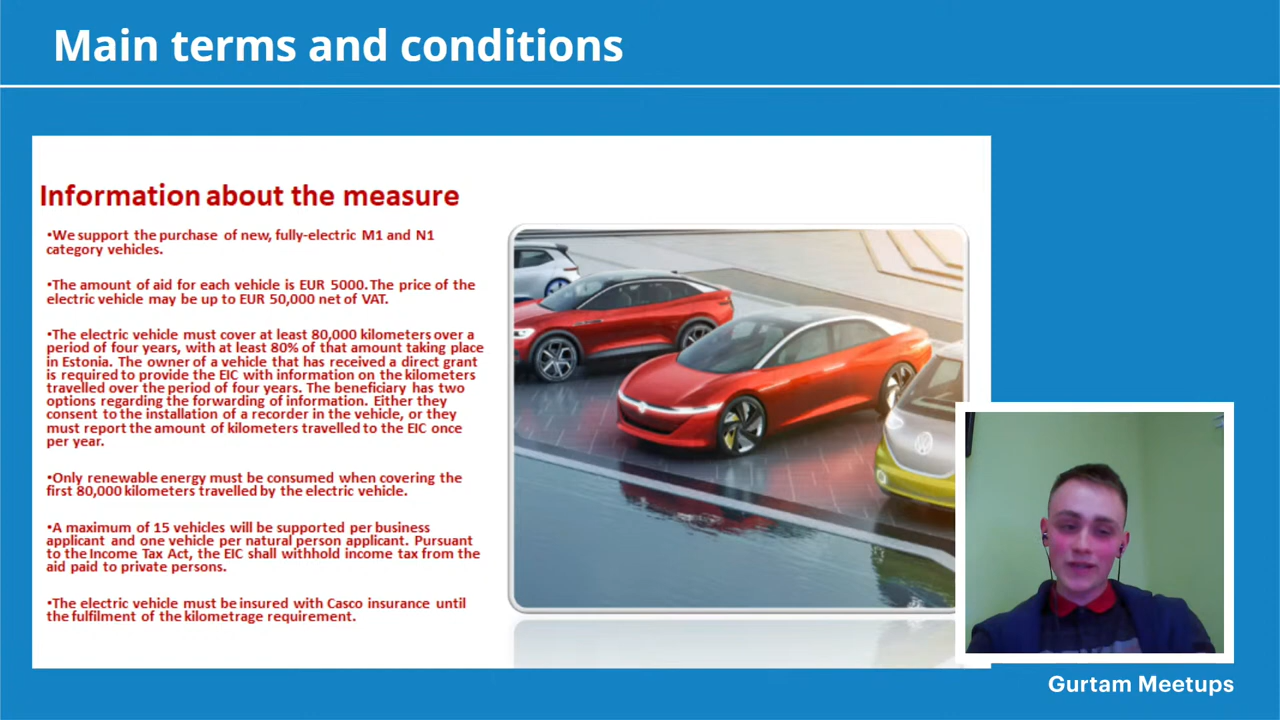 Main terms and conditions
Information about the measure
•We support the purchase of new, fully-electric M1 and N1
category vehicles.
•The amount of aid for each vehicle is EUR 5000. The price of the
electric vehicle may be up to EUR 50,000 net of VAT.
•The electric vehicle must cover at least 80,000 kilometers over a
period of four years, with at least 80% of that amount taking place
in Estonia. The owner of a vehicle that has received a direct grant
is required to provide the EIC with information on the kilometers
travelled over the period of four years. The beneficiary has two
options regarding the forwarding of information. Either they
consent to the installation of a recorder in the vehicle, or they
must report the amount of kilometers travelled to the EIC once
per year.
•Only renewable energy must be consumed when covering the
first 80,000 kilometers travelled by the electric vehicle.
•A maximum of 15 vehicles will be supported per business
applicant and one vehicle per natural person applicant. Pursuant
to the Income Tax Act, the EIC shall withhold income tax from the
aid paid to private persons.
•The electric vehicle must be insured with Casco insurance until
the fulfilment of the kilometrage requirement.
Gurtam Meetups